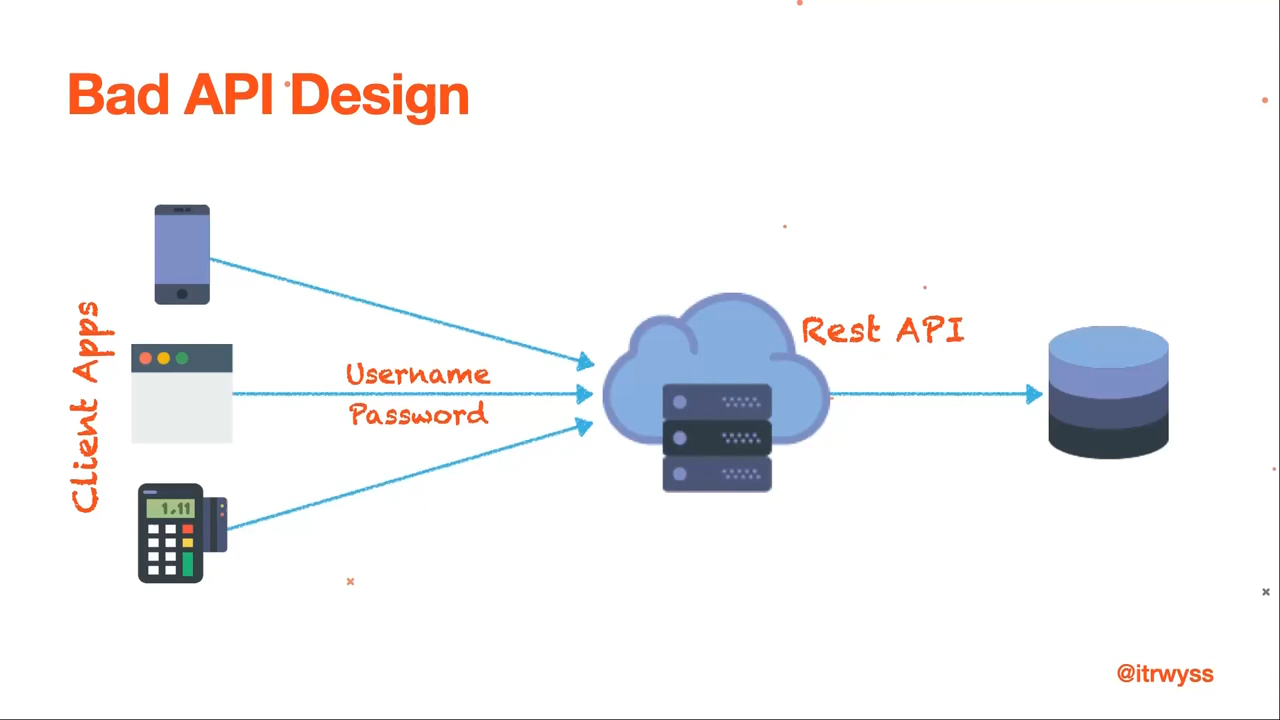 Bad API Design
Client Apps
Username
Password
Rest API
1.11
@itrwyss